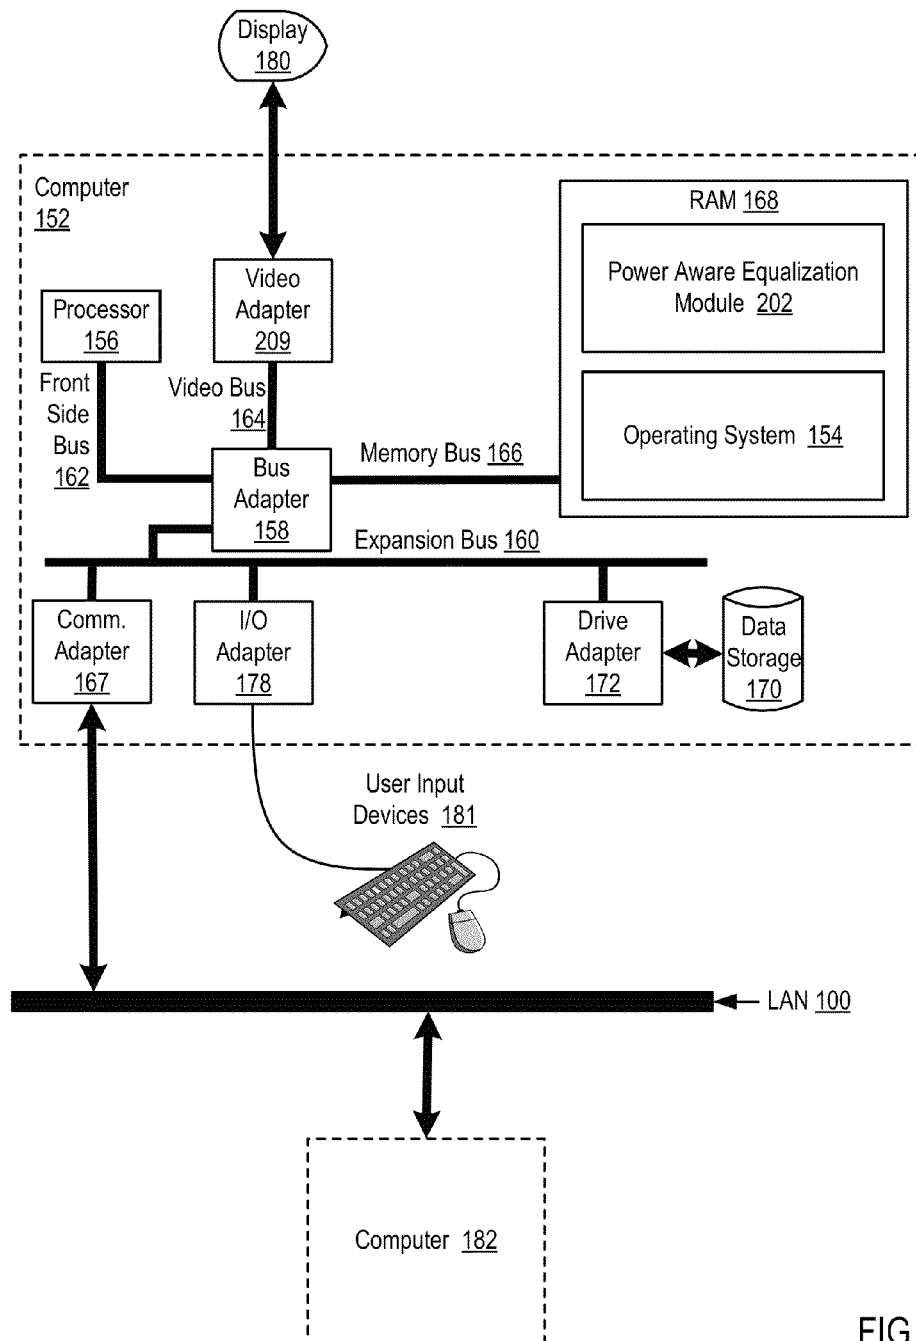 Display
180
Computer
152
RAM 168
Power Aware Equalization
Module 202
Video
Adapter
209
Processor
156
Front
Side
Bus
162
Video Bus
164
Operating System 154
Memory Bus 166
Bus
Adapter
158
Expansion Bus 160
Comm.
Adapter
167
I/O
Adapter
178
Drive
Adapter
172
Data
Storage
170
User Input
Devices 181
LAN 100
Computer 182
FIG